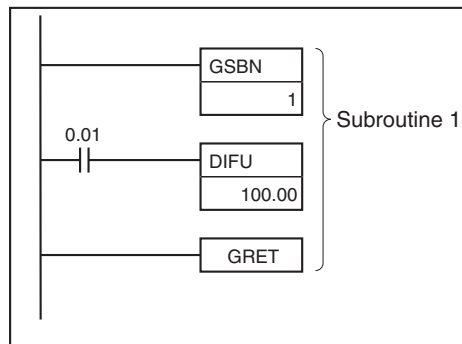 GSBN
1
Subroutine 1
0.01
DIFU
100.00
GRET